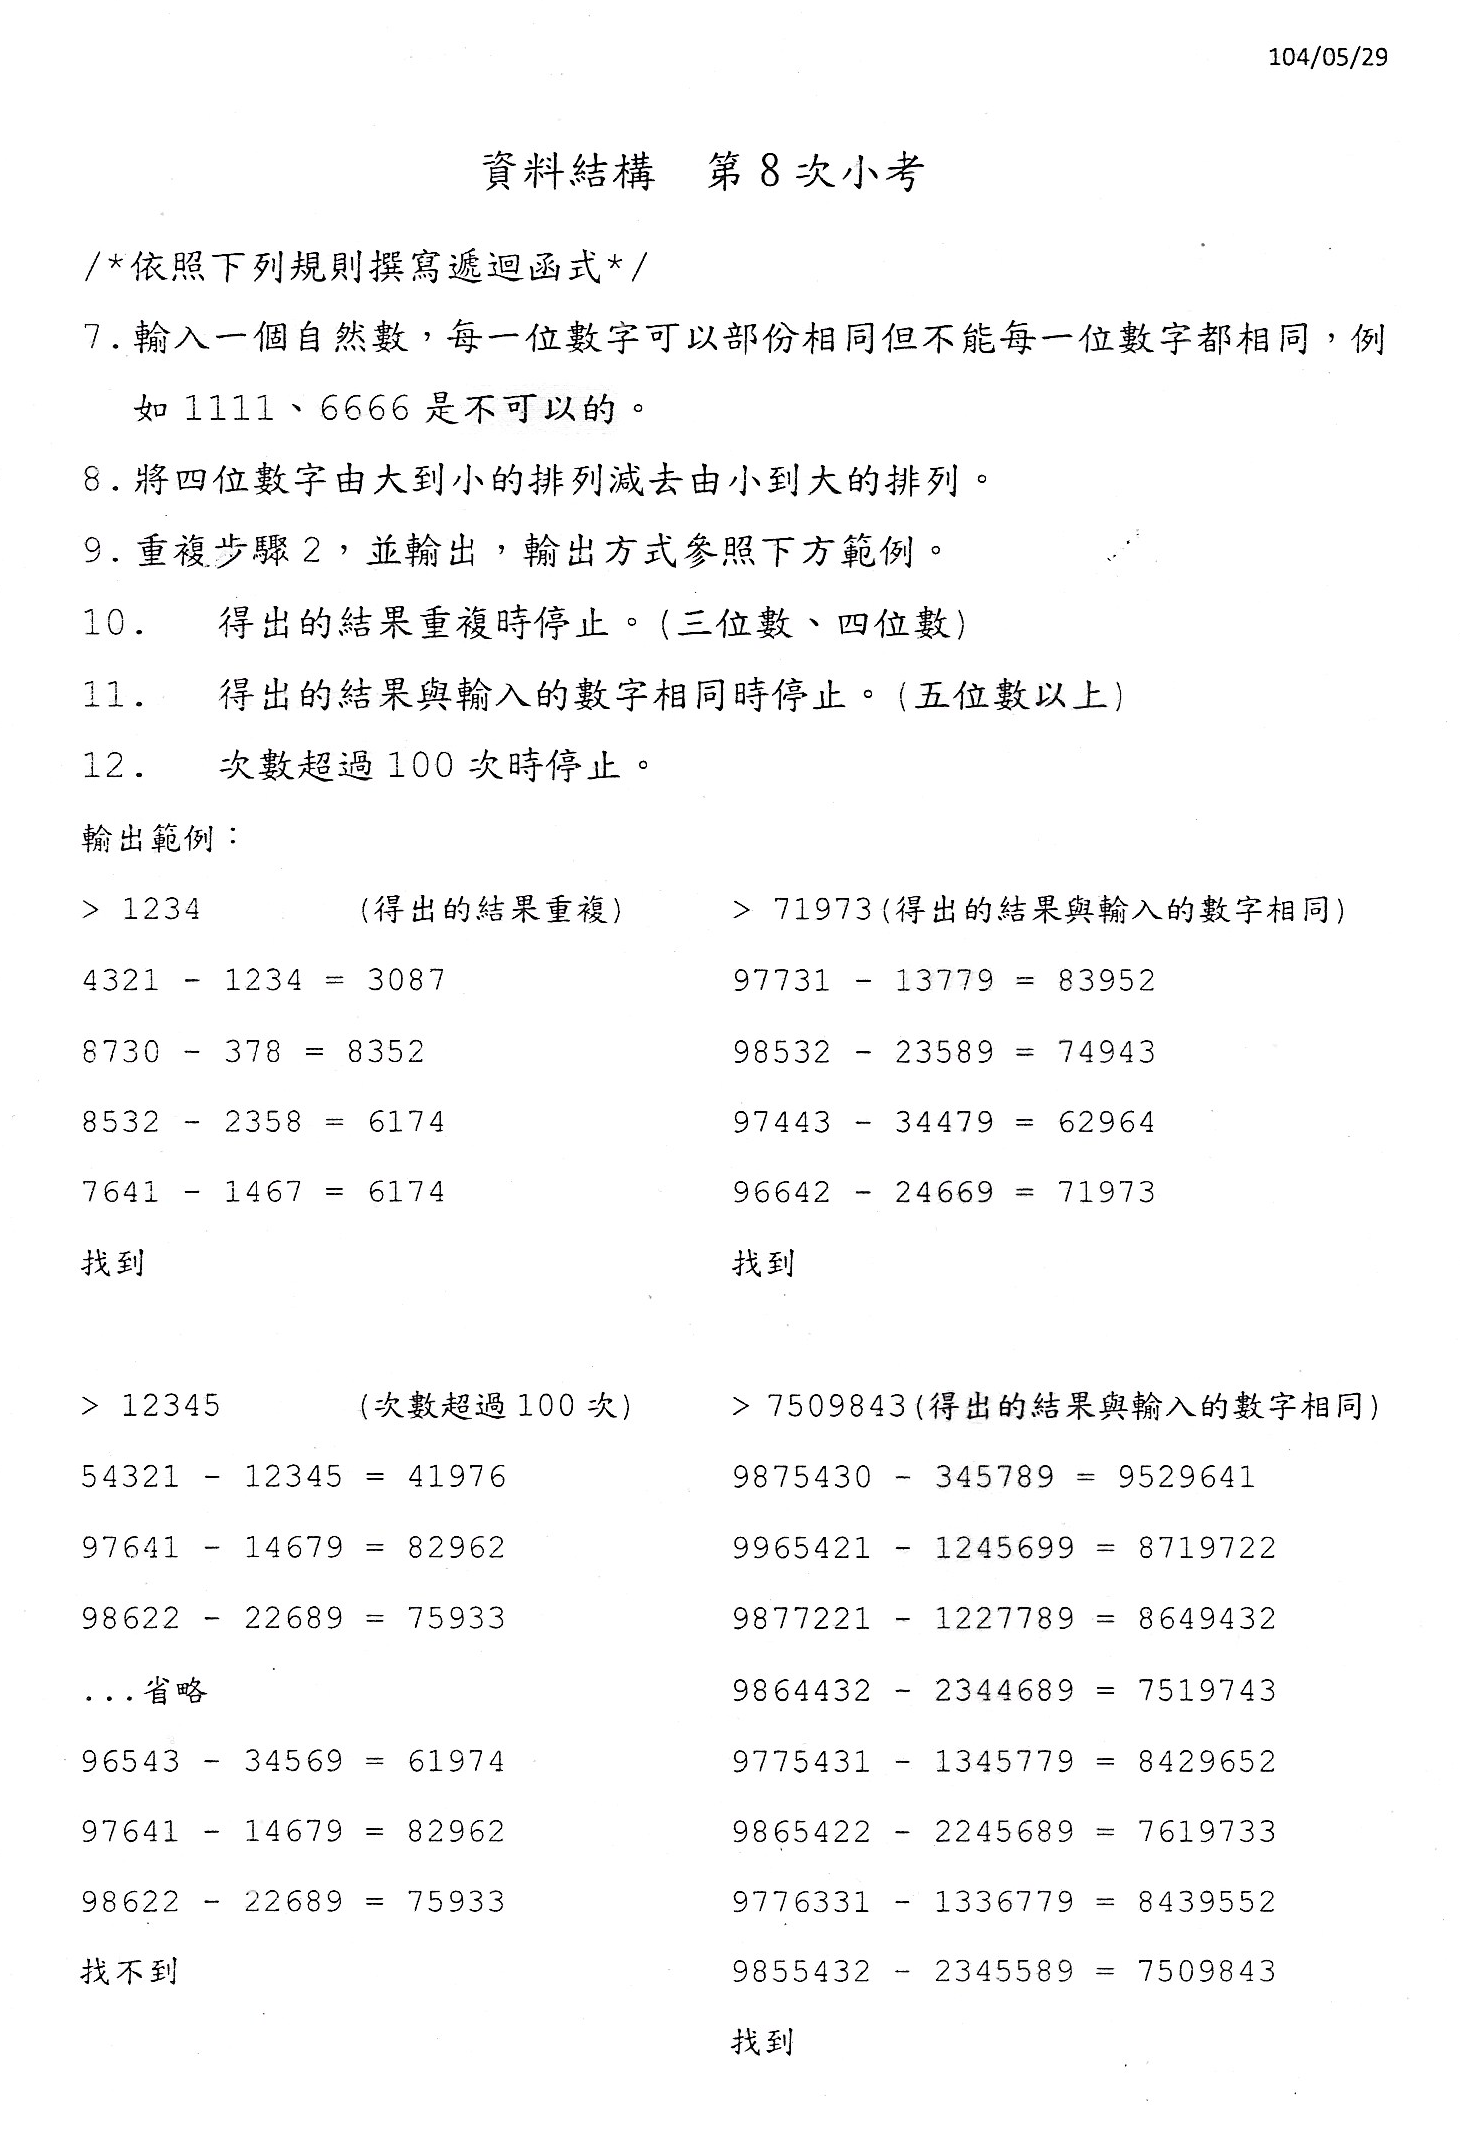 104/05/29
資料結構　第8次小考
/*依照下列規則撰寫遞迴函式*/
7.輸入一個自然數，每一位數字可以部份相同但不能每一位數字都相同，例
如1111、6666是不可以的。
8.將四位數字由大到小的排列減去由小到大的排列。
9.重複步驟2，並輸出，輸出方式參照下方範例。
10. 得出的結果重複時停止。(三位數、四位數)
11. 得出的結果與輸入的數字相同時停止。(五位數以上)
12. 次數超過100次時停止。
輸出範例：
> 1234 (得出的結果重複)
4321 - 1234 = 3087
8730 - 378 = 8352
8532 - 2358 = 6174
7641 - 1467 = 6174
找到
> 71973(得出的結果與輸入的數字相同)
97731 - 13779 = 83952
98532 - 23589 = 74943
97443 - 34479 = 62964
96642 - 24669 = 71973
找到
> 12345 (次數超過100次)
54321 - 12345 = 41976
97641 - 14679 = 82962
98622 - 22689 = 75933
...省略
96543 - 34569 = 61974
97641 - 14679 = 82962
98622 - 22689 = 75933
找不到
> 7509843(得出的結果與輸入的數字相同)
9875430 - 345789 = 9529641
9965421 - 1245699 = 8719722
9877221 - 1227789 = 8649432
9864432 - 2344689 = 7519743
9775431 - 1345779 = 8429652
9865422 - 2245689 = 7619733
9776331 - 1336779 = 8439552
9855432 - 2345589 = 7509843
找到